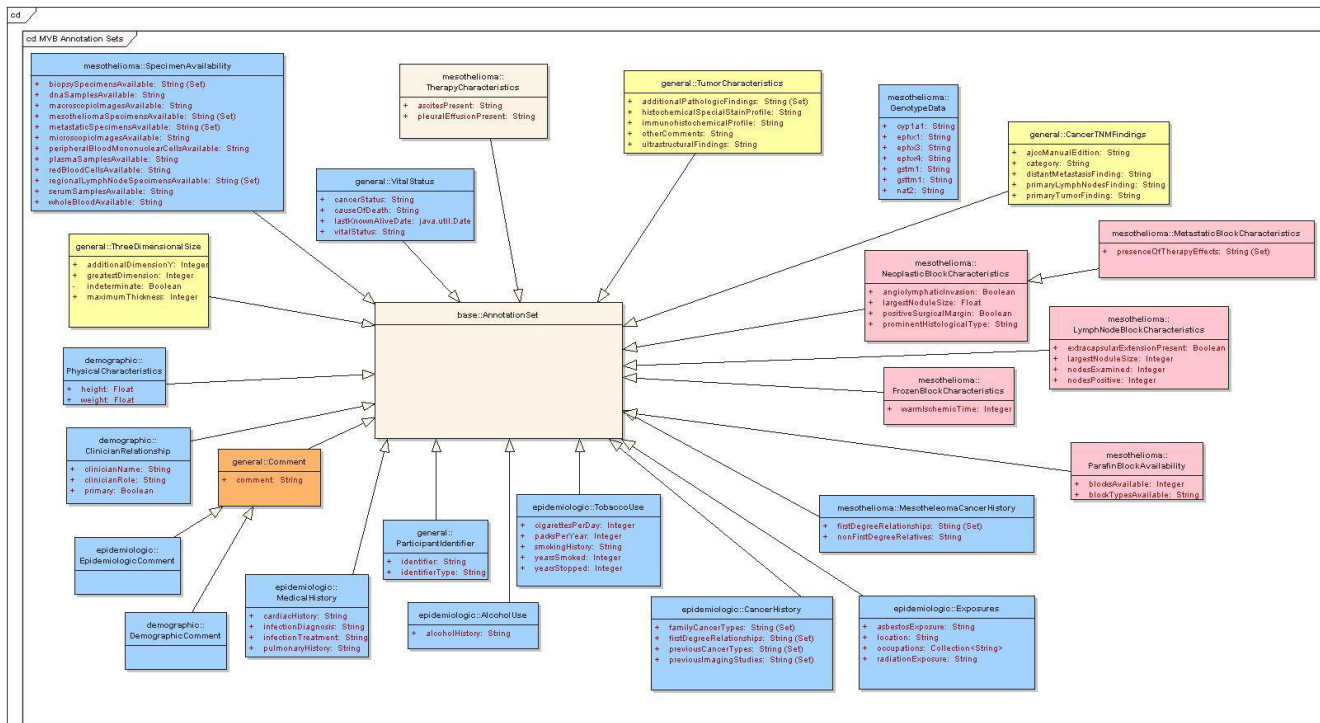 cd
cd MVB Annotation Sets
mesothelioma::SpecimenAvailability
+ biopsySpecimensAvailable: String (Set)
+ dnaSamplesAvailable: String
+ macroscopicImagesAvailable: String
+ mesotheliomaSpecimensAvailable: String (Set)
+ metastaticSpecimensAvailable: String (Set)
+ microscopicImagesAvailable: String
+ peripheralBloodMononuclearCellsAvailable: String
+ plasmaSamplesAvailable: String
+ redBloodCellsAvailable: String
+ regionalLymphNodeSpecimensAvailable: String (Set)
+ serumSamplesAvailable: String
+ wholeBloodAvailable: String
mesothelioma::
TherapyCharacteristics
+ ascitesPresent: String
+ pleuralEffusionPresent: String
general::TumorCharacteristics
+ additionalPathologicFindings: String (Set)
+ histochemicalSpecialStainProfile: String
+ immunohistochemicalProfile: String
+ otherComments: String
+ ultrastructuralFindings: String
mesothelioma::
GenotypeData
+ cyp1a1: String
+ ephx1: String
+ ephx3: String
+ ephx4: String
+ gstm1: String
+ gsttm1: String
+ nat2: String
general::CancerTNMFindings
+ ajccManualEdition: String
+ category: String
+ distantMetastasisFinding: String
+ primaryLymphNodesFinding: String
+ primaryTumorFinding: String
general::VitalStatus
+ cancerStatus: String
+ causeOfDeath: String
+ lastKnownAliveDate: java.util.Date
+ vitalStatus: String
general::ThreeDimensionalSize
+ additionalDimensionY: Integer
+ greatestDimension: Integer
- indeterminate: Boolean
+ maximumThickness: Integer
mesothelioma::MetastaticBlockCharacteristics
+ presenceOfTherapyEffects: String (Set)
mesothelioma::
NeoplasticBlockCharacteristics
+ angiolymphaticInvasion: Boolean
+ largestNoduleSize: Float
+ positiveSurgicalMargin: Boolean
+ prominentHistologicalType: String
base::AnnotationSet
mesothelioma::
LymphNodeBlockCharacteristics
+ extracapsularExtensionPresent: Boolean
+ largestNoduleSize: Integer
+ nodesExamined: Integer
+ nodesPositive: Integer
demographic::
PhysicalCharacteristics
+ height: Float
+ weight: Float
mesothelioma::
FrozenBlockCharacteristics
+ warmIschemicTime: Integer
demographic::
ClinicianRelationship
+ clinicianName: String
+ clinicianRole: String
+ primary: Boolean
general::Comment
+ comment: String
mesothelioma::
ParafinBlockAvailability
+ blocksAvailable: Integer
+ blockTypesAvailable: String
epidemiologic::
EpidemiologicComment
general::
ParticipantIdentifier
+ identifier: String
+ identifierType: String
epidemiologic::TobaccoUse
+ cigarettesPerDay: Integer
+ packsPerYear: Integer
+ smokingHistory: String
+ yearsSmoked: Integer
+ yearsStopped: Integer
mesothelioma::MesotheleomaCancerHistory
+ firstDegreeRelationships: String (Set)
+ nonFirstDegreeRelatives: String
demographic::
DemographicComment
epidemiologic::
MedicalHistory
+ cardiacHistory: String
+ infectionDiagnosis: String
+ infectionTreatment: String
+ pulmonaryHistory: String
epidemiologic::AlcoholUse
+ alcoholHistory: String
epidemiologic::CancerHistory
+ familyCancerTypes: String (Set)
+ firstDegreeRelationships: String (Set)
+ previousCancerTypes: String (Set)
+ previousImagingStudies: String (Set)
epidemiologic::Exposures
+ asbestosExposure: String
+ location: String
+ occupations: Collection<String>
+ radiationExposure: String